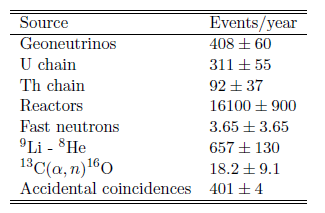 Source Events/year
Geoneutrinos 408 ± 60
U chain 311 ± 55
Th chain 92 ± 37
Reactors 16100 ± 900
Fast neutrons 3.65 ± 3.65
⁹Li - ⁸He 657 ± 130
¹³C(α, n)¹⁶O 18.2 ± 9.1
Accidental coincidences 401 ± 4